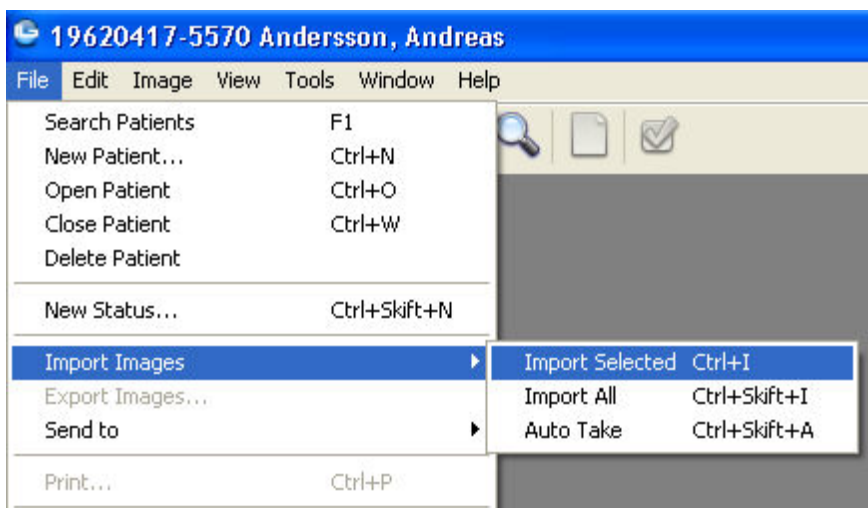 19620417-5570 Andersson, Andreas
File Edit Image View Tools Window Help
Search Patients F1
New Patient... Ctrl+N
Open Patient Ctrl+O
Close Patient Ctrl+W
Delete Patient
New Status... Ctrl+Skift+N
Import Images
Export Images...
Send to
Print... Ctrl+P
Import Selected Ctrl+I
Import All Ctrl+Skift+I
Auto Take Ctrl+Skift+A